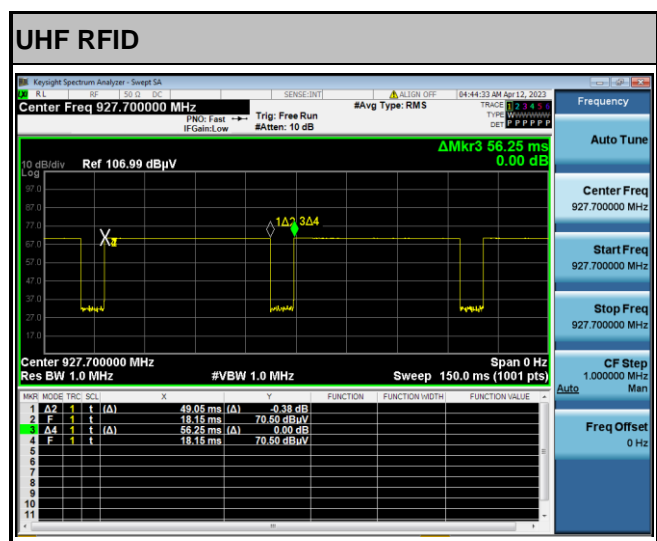 UHF RFID
Keysight Spectrum Analyzer - Swept SA
RL RF 50 Ω DC SENSE:INT ALIGN OFF 04:44:33 AM Apr 12, 2023
Center Freq 927.700000 MHz #Avg Type: RMS TRACE 1 2 3 4 5 6
PNO: Fast Trig: Free Run TYPE WWWWWW
IFGain:Low #Atten: 10 dB DET P P P P P P
ΔMkr3 56.25 ms
0.00 dB
10 dB/div Ref 106.99 dBµV
Log
97.0
87.0
77.0
1Δ2 3Δ4
67.0
57.0
47.0
37.0
27.0
17.0
Center 927.700000 MHz Span 0 Hz
Res BW 1.0 MHz #VBW 1.0 MHz Sweep 150.0 ms (1001 pts)
MKR MODE TRC SCL X Y FUNCTION FUNCTION WIDTH FUNCTION VALUE
1 Δ2 1 t (Δ) 49.05 ms (Δ) -0.38 dB
2 F 1 t 18.15 ms 70.50 dBµV
3 Δ4 1 t (Δ) 56.25 ms (Δ) 0.00 dB
4 F 1 t 18.15 ms 70.50 dBµV
5
6
7
8
9
10
11
Frequency
Auto Tune
Center Freq
927.700000 MHz
Start Freq
927.700000 MHz
Stop Freq
927.700000 MHz
CF Step
1.000000 MHz
Auto Man
Freq Offset
0 Hz